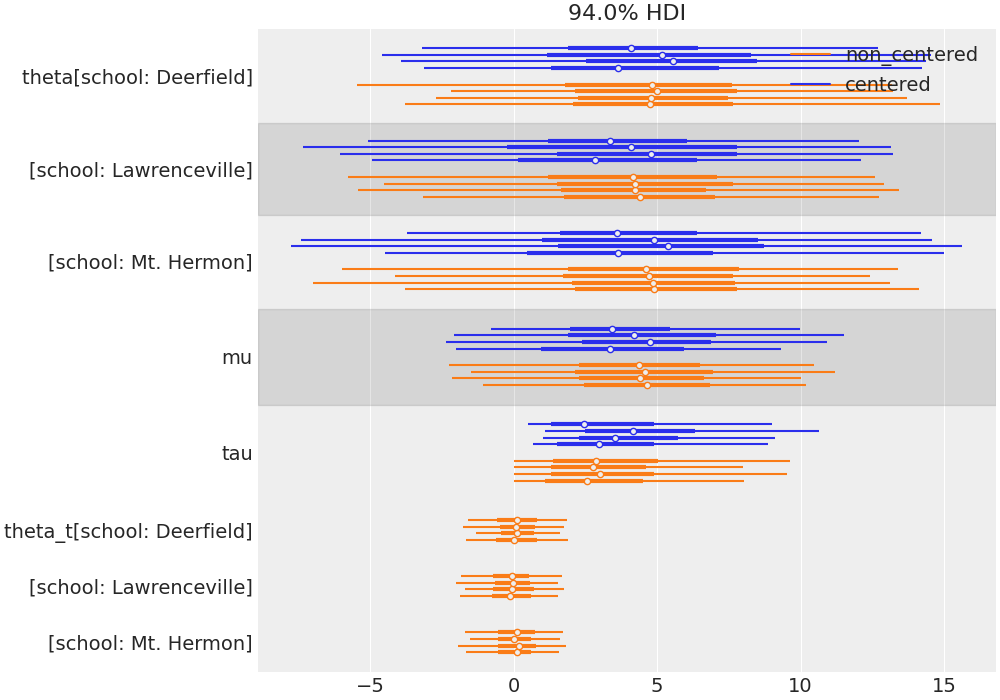 94.0% HDI
non_centered
theta[school: Deerfield]
centered
[school: Lawrenceville]
[school: Mt. Hermon]
mu
tau
theta_t[school: Deerfield]
[school: Lawrenceville]
[school: Mt. Hermon]
−5 0 5 10 15